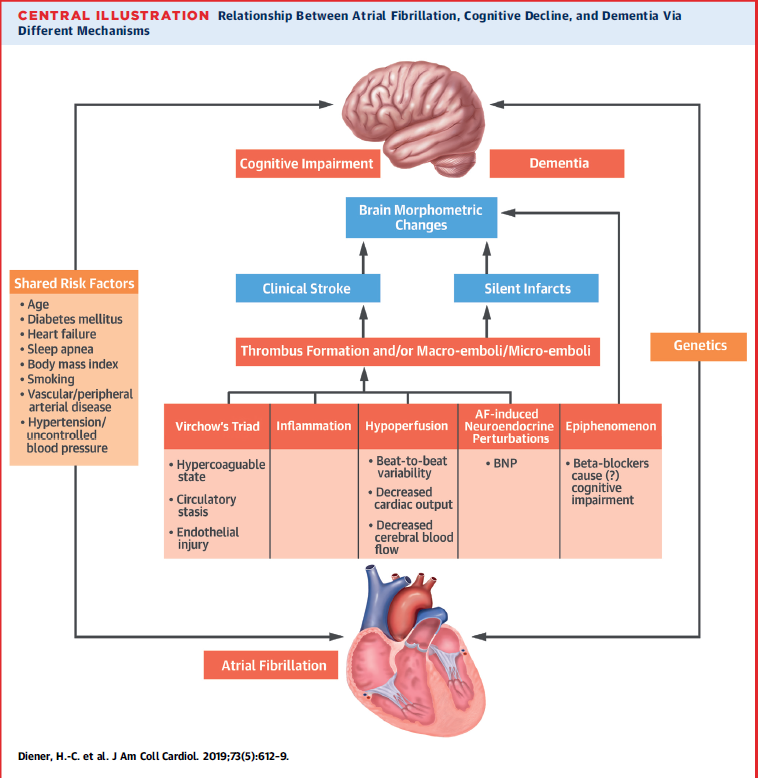 CENTRAL ILLUSTRATION Relationship Between Atrial Fibrillation, Cognitive Decline, and Dementia Via
Different Mechanisms
Cognitive Impairment
Dementia
Brain Morphometric
Changes
Clinical Stroke
Silent Infarcts
Shared Risk Factors
• Age
• Diabetes mellitus
• Heart failure
• Sleep apnea
• Body mass index
• Smoking
• Vascular/peripheral
arterial disease
• Hypertension/
uncontrolled
blood pressure
Genetics
Thrombus Formation and/or Macro-emboli/Micro-emboli
Virchow's Triad
• Hypercoaguable
state
• Circulatory
stasis
• Endothelial
injury
Inflammation
Hypoperfusion
• Beat-to-beat
variability
• Decreased
cardiac output
• Decreased
cerebral blood
flow
AF-induced
Neuroendocrine
Perturbations
• BNP
Epiphenomenon
• Beta-blockers
cause (?)
cognitive
impairment
Atrial Fibrillation
Diener, H.-C. et al. J Am Coll Cardiol. 2019;73(5):612–9.